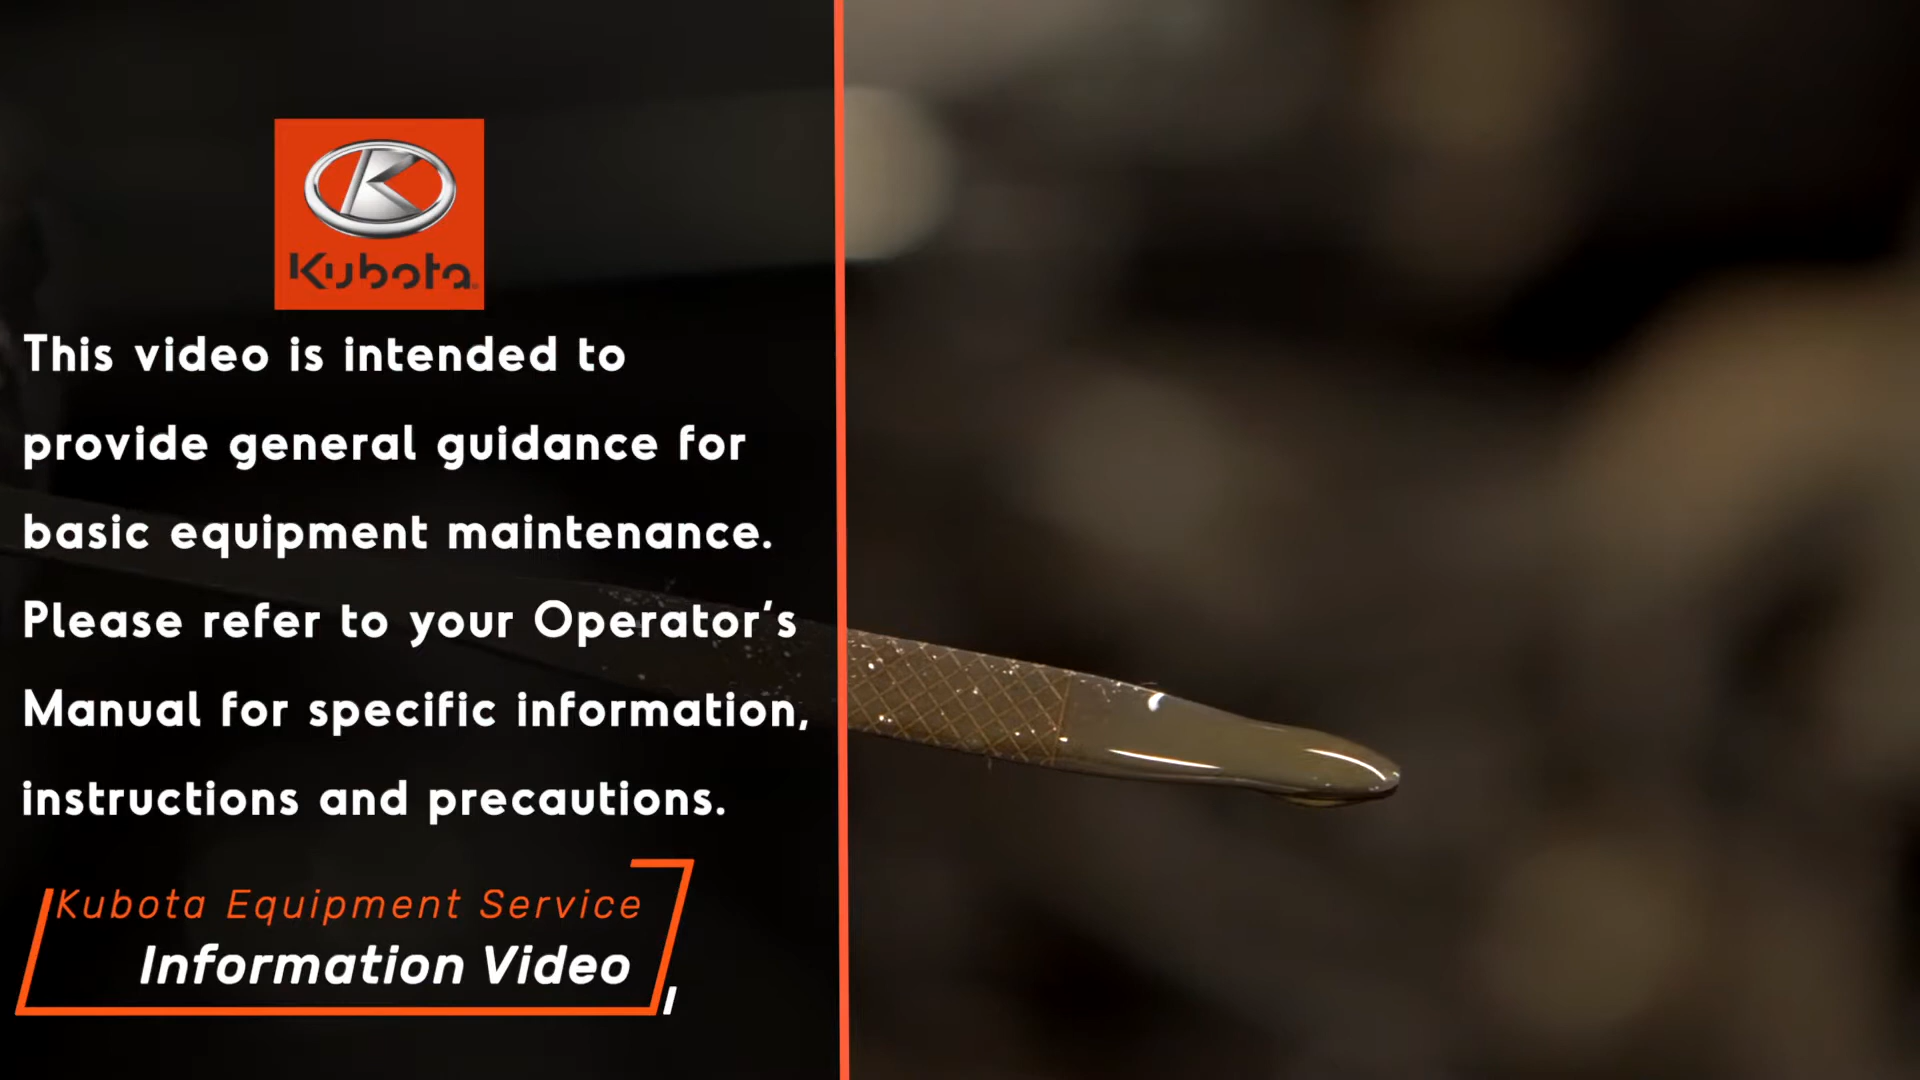 Kubota
This video is intended to
provide general guidance for
basic equipment maintenance.
Please refer to your Operator's
Manual for specific information,
instructions and precautions.
Kubota Equipment Service
Information Video